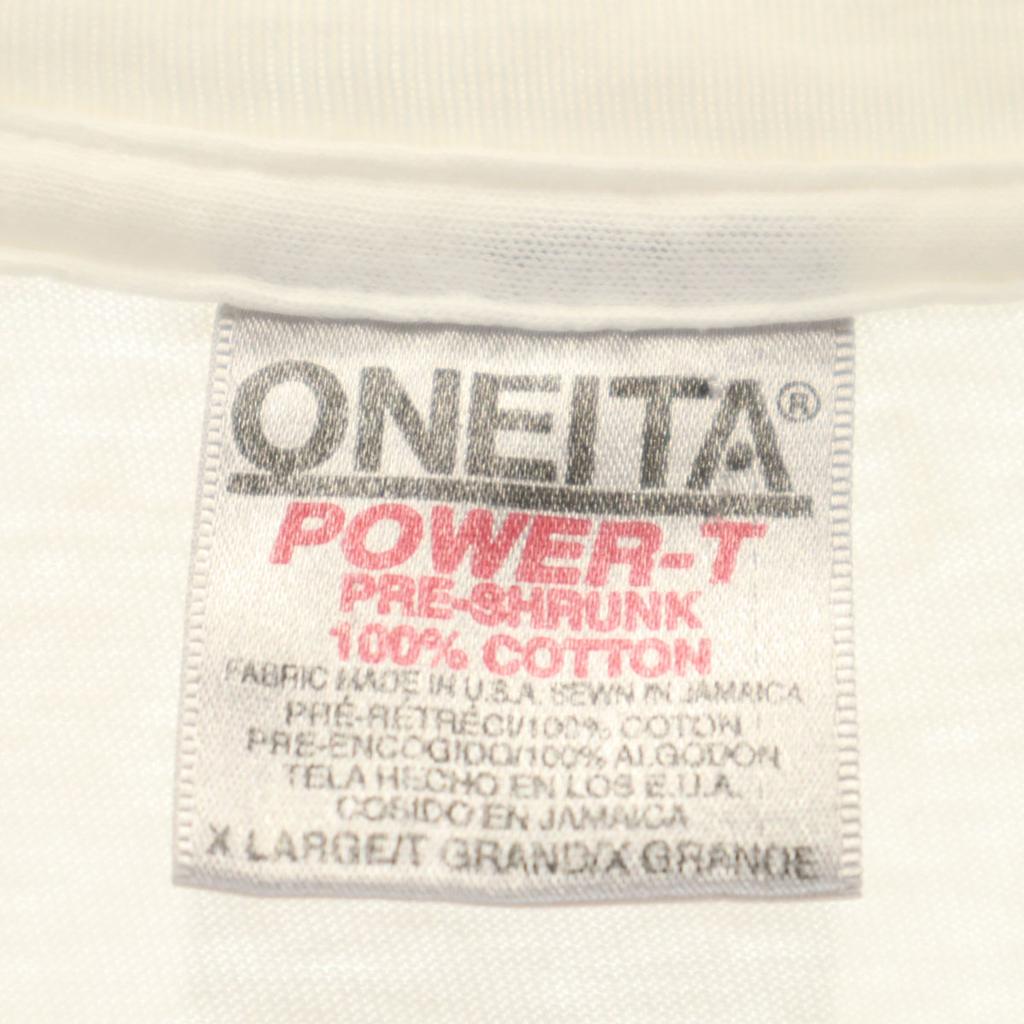 ONEITA®
POWER-T
PRE-SHRUNK
100% COTTON
FABRIC MADE IN U.S.A. SEWN IN JAMAICA
PRÉ-RÉTRÉCI/100% COTON
PRE-ENCOGIDO/100% ALGODON
TELA HECHO EN LOS E.U.A.
COSIDO EN JAMAICA
X LARGE/T GRAND/X GRANDE